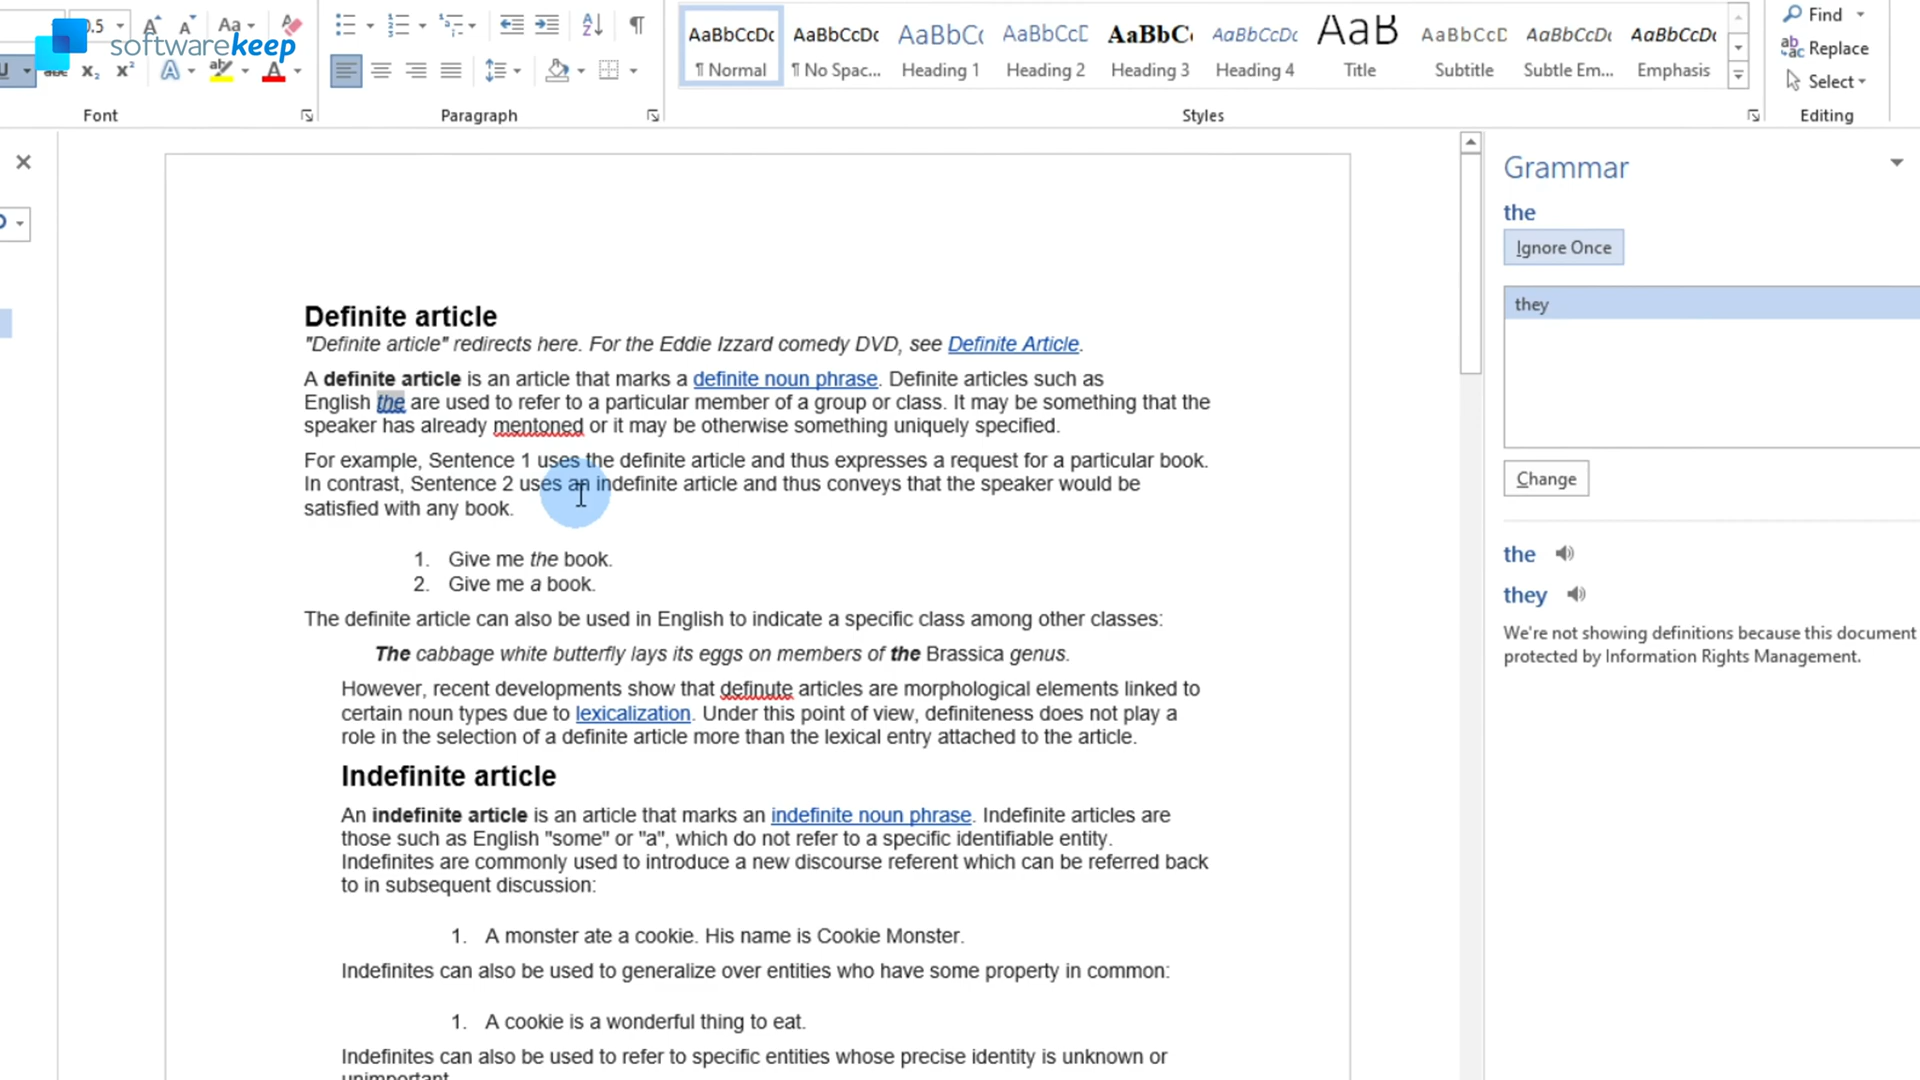 softwarekeep
.5 Aa
abc X₂ X² A A
AaBbCcDc AaBbCcDc AaBbC( AaBbCcD AaBbC( AaBbCcDc AaB AaBbCcD AaBbCcDc AaBbCcDc
¶ Normal ¶ No Spac... Heading 1 Heading 2 Heading 3 Heading 4 Title Subtitle Subtle Em... Emphasis
Find
Replace
Select
Font Paragraph Styles Editing
Grammar
the
Ignore Once
they
Change
the
they
We're not showing definitions because this document
protected by Information Rights Management.
Definite article
"Definite article" redirects here. For the Eddie Izzard comedy DVD, see Definite Article.
A definite article is an article that marks a definite noun phrase. Definite articles such as
English the are used to refer to a particular member of a group or class. It may be something that the
speaker has already mentoned or it may be otherwise something uniquely specified.
For example, Sentence 1 uses the definite article and thus expresses a request for a particular book.
In contrast, Sentence 2 uses an indefinite article and thus conveys that the speaker would be
satisfied with any book.
1. Give me the book.
2. Give me a book.
The definite article can also be used in English to indicate a specific class among other classes:
The cabbage white butterfly lays its eggs on members of the Brassica genus.
However, recent developments show that definute articles are morphological elements linked to
certain noun types due to lexicalization. Under this point of view, definiteness does not play a
role in the selection of a definite article more than the lexical entry attached to the article.
Indefinite article
An indefinite article is an article that marks an indefinite noun phrase. Indefinite articles are
those such as English "some" or "a", which do not refer to a specific identifiable entity.
Indefinites are commonly used to introduce a new discourse referent which can be referred back
to in subsequent discussion:
1. A monster ate a cookie. His name is Cookie Monster.
Indefinites can also be used to generalize over entities who have some property in common:
1. A cookie is a wonderful thing to eat.
Indefinites can also be used to refer to specific entities whose precise identity is unknown or
unimportant